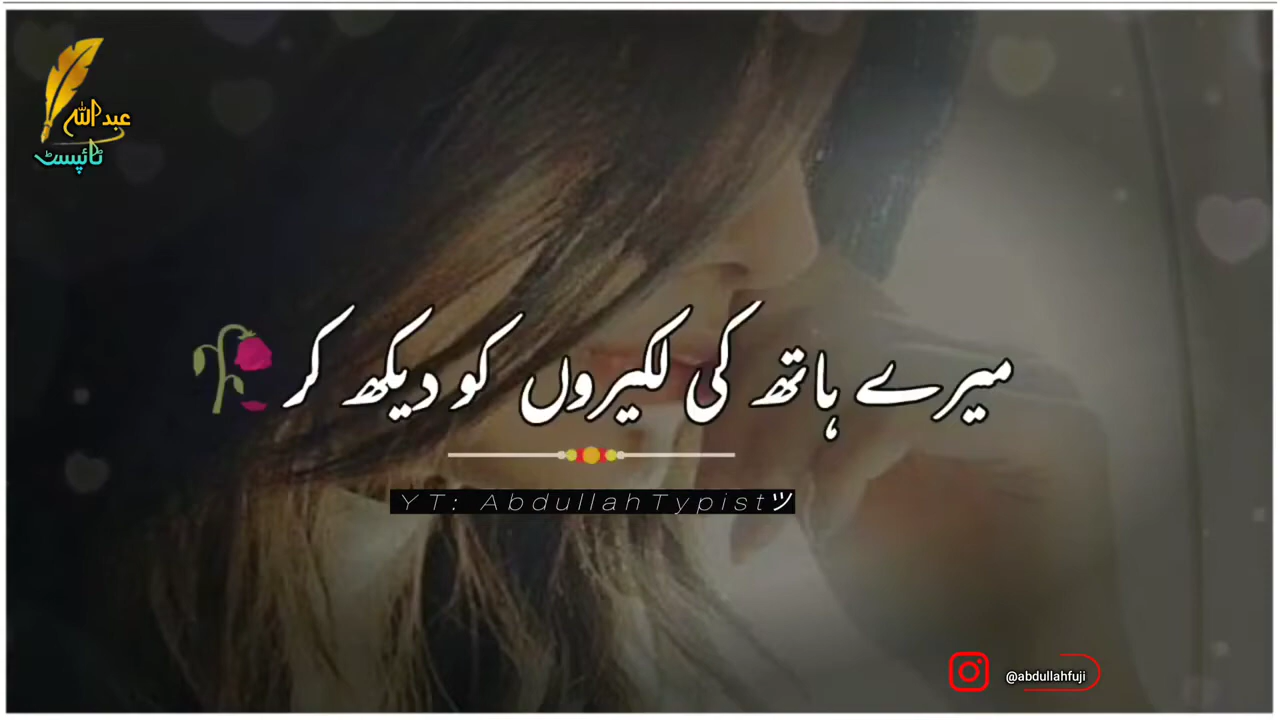 عبداللہ
ٹائپسٹ
میرے ہاتھ کی لکیروں کو دیکھ کر🥀
YT: AbdullahTypistツ
@abdullahfuji